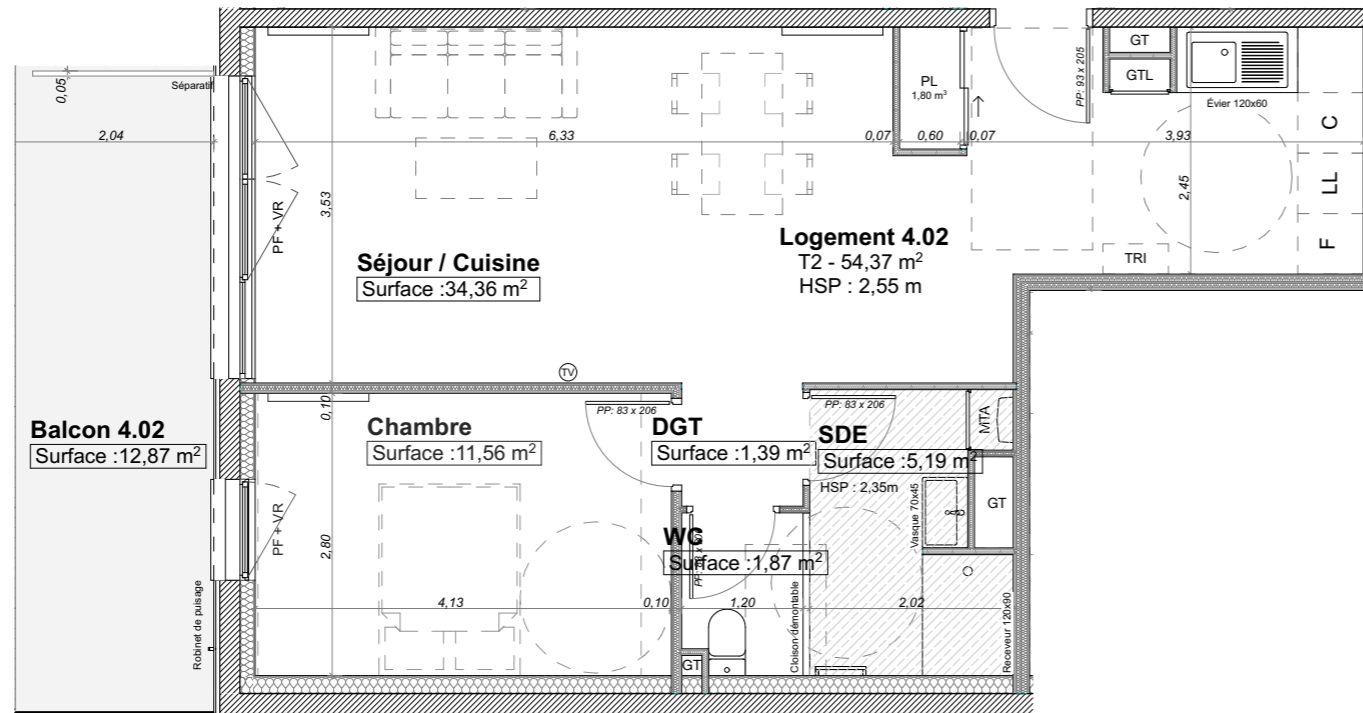 GT
GTL
PL
1,80 m³
PP: 93 x 205
Évier 120x60
C
LL
F
Séparatif
0,05
2,04
6,33
0,07
0,60
0,07
3,93
3,53
2,45
PF + VR
Logement 4.02
T2 - 54,37 m²
HSP : 2,55 m
TRI
Séjour / Cuisine
Surface :34,36 m²
TV
0,10
PP: 83 x 206
PP: 83 x 206
MTA
Balcon 4.02
Surface :12,87 m²
Chambre
Surface :11,56 m²
DGT
Surface :1,39 m²
SDE
Surface :5,19 m²
HSP : 2,35m
Vasque 70x45
GT
PF + VR
2,80
WC
Surface :1,87 m²
Robinet de puisage
4,13
0,10
1,20
2,02
Cloison démontable
Receveur 120x90
GT